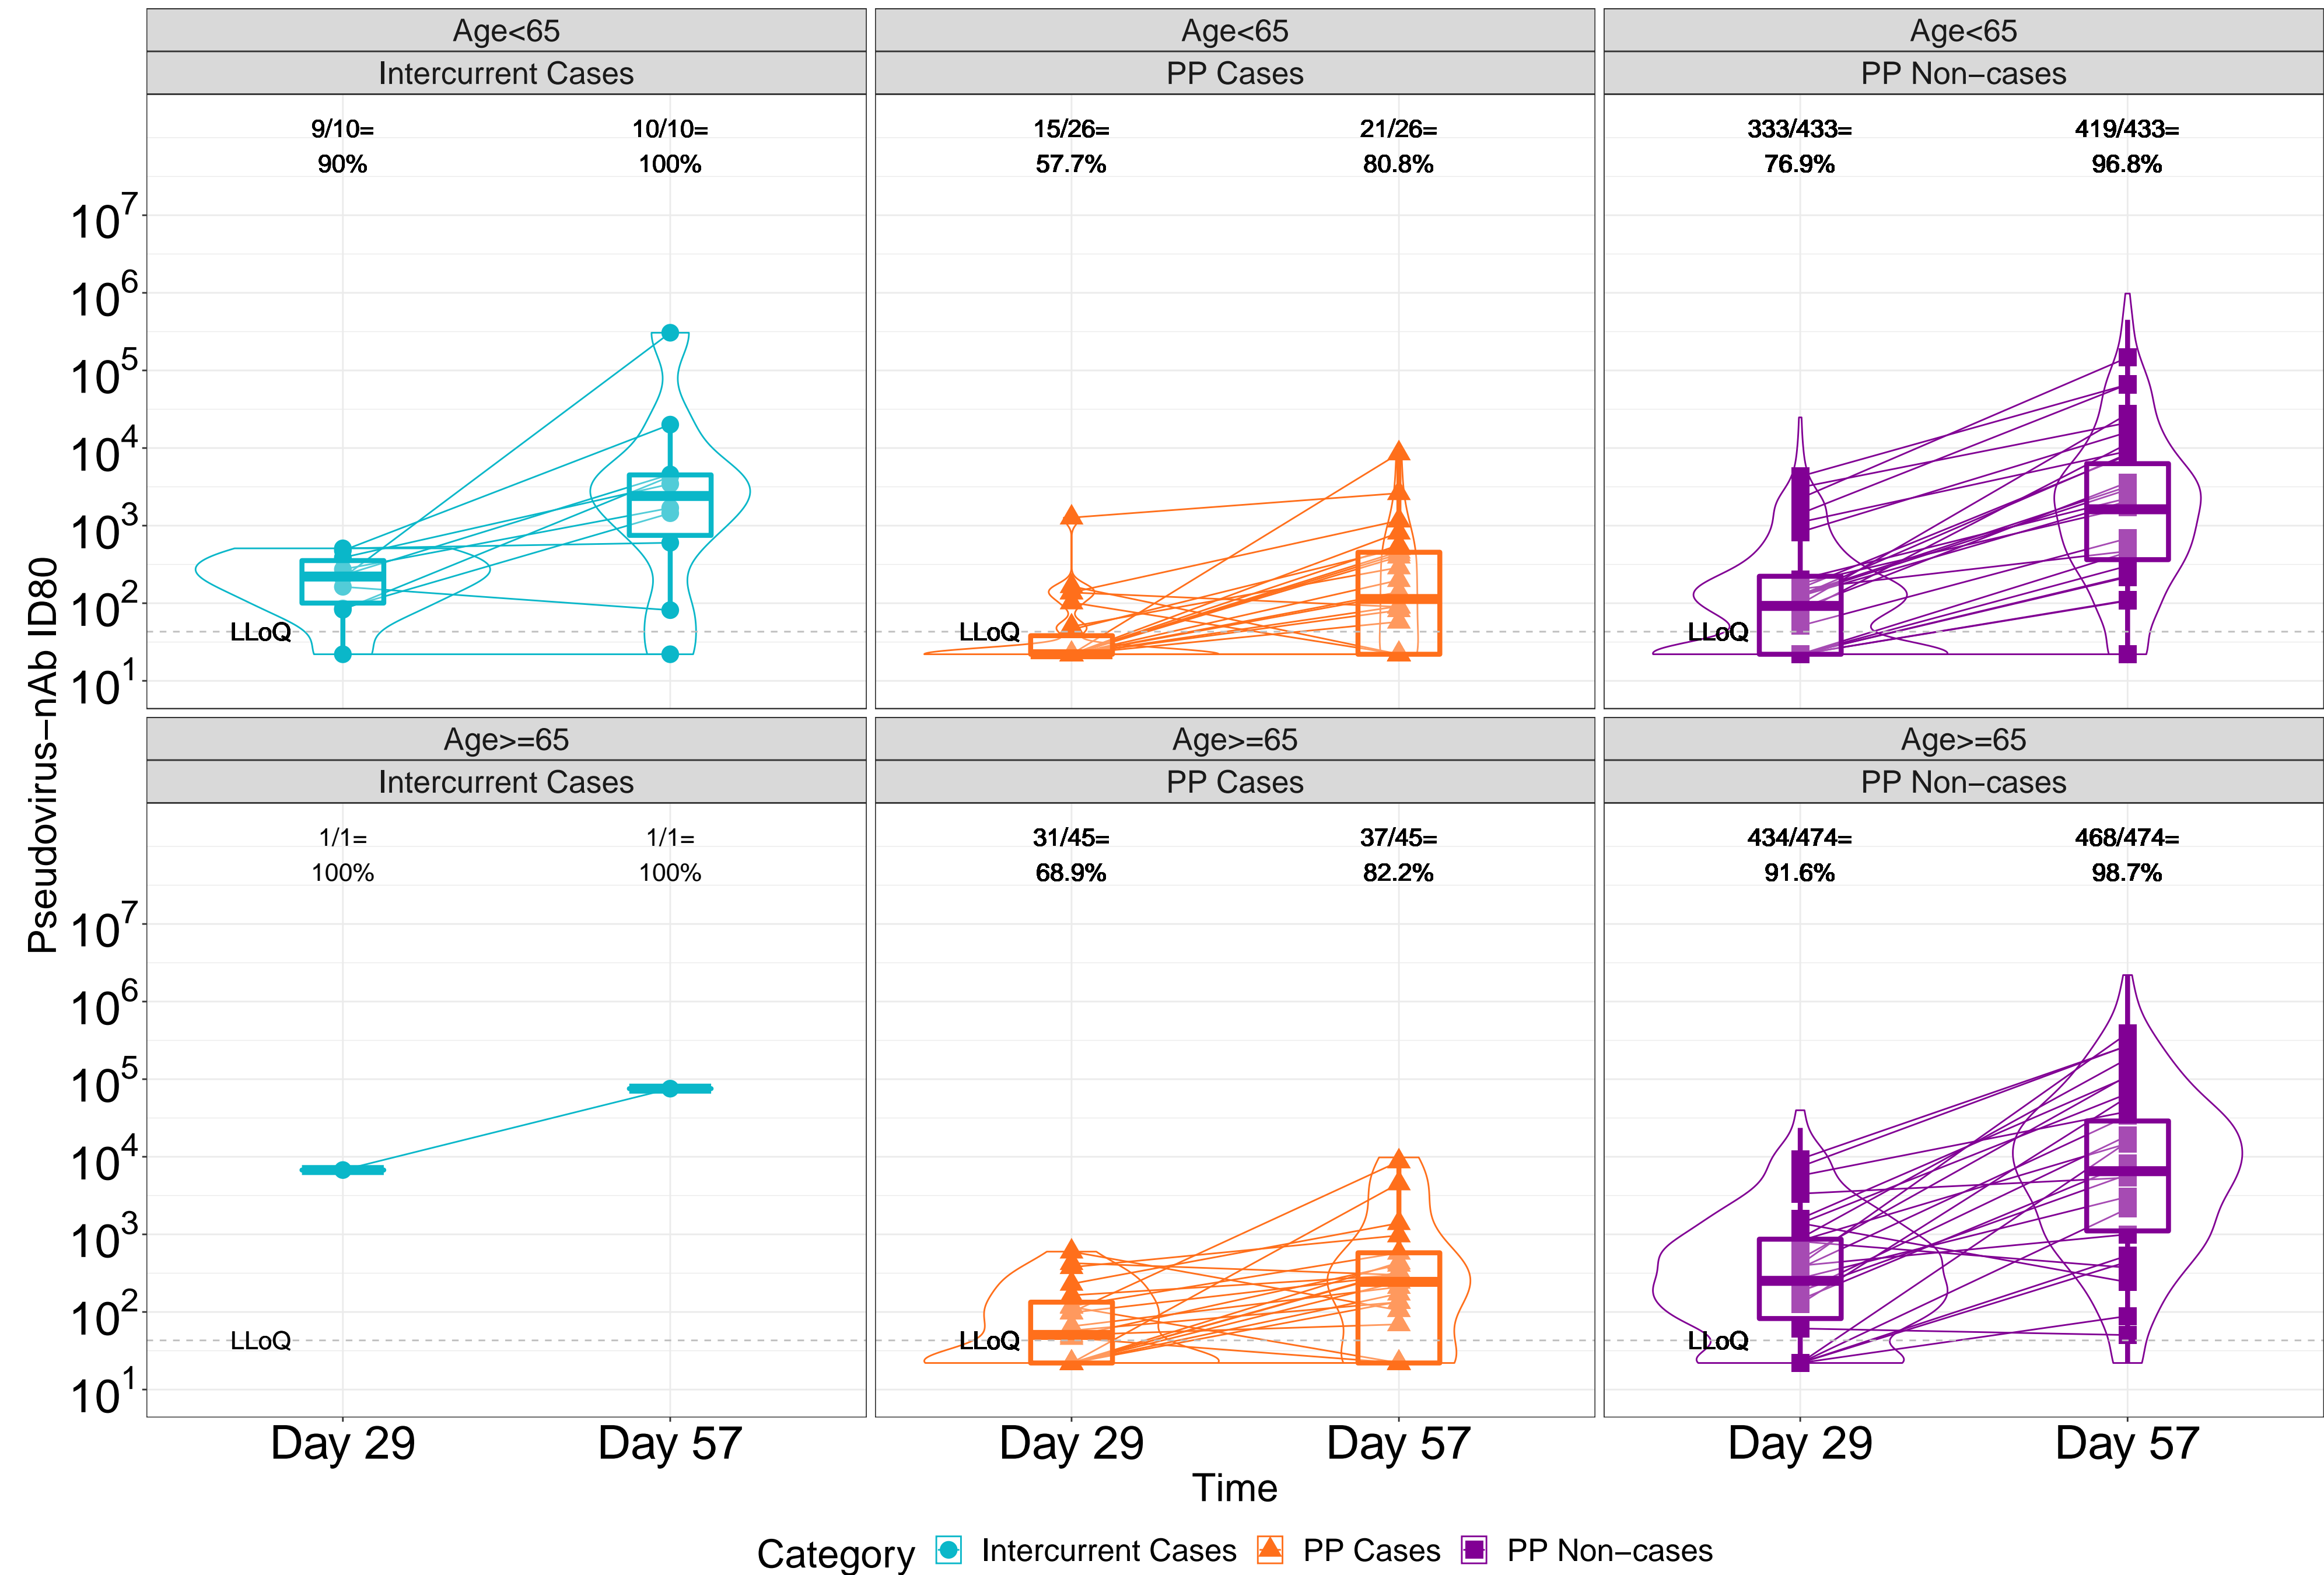 Age<65 Age<65 Age<65
Intercurrent Cases PP Cases PP Non−cases
9/10= 10/10= 15/26= 21/26= 333/433= 419/433=
90% 100% 57.7% 80.8% 76.9% 96.8%
10^7
10^6
10^5
10^4
10^3
10^2
LLoQ LLoQ LLoQ
10^1
Pseudovirus−nAb ID80
Age>=65 Age>=65 Age>=65
Intercurrent Cases PP Cases PP Non−cases
1/1= 1/1= 31/45= 37/45= 434/474= 468/474=
100% 100% 68.9% 82.2% 91.6% 98.7%
10^7
10^6
10^5
10^4
10^3
10^2
LLoQ LLoQ LLoQ
10^1
Day 29 Day 57 Day 29 Day 57 Day 29 Day 57
Time
Category Intercurrent Cases PP Cases PP Non−cases